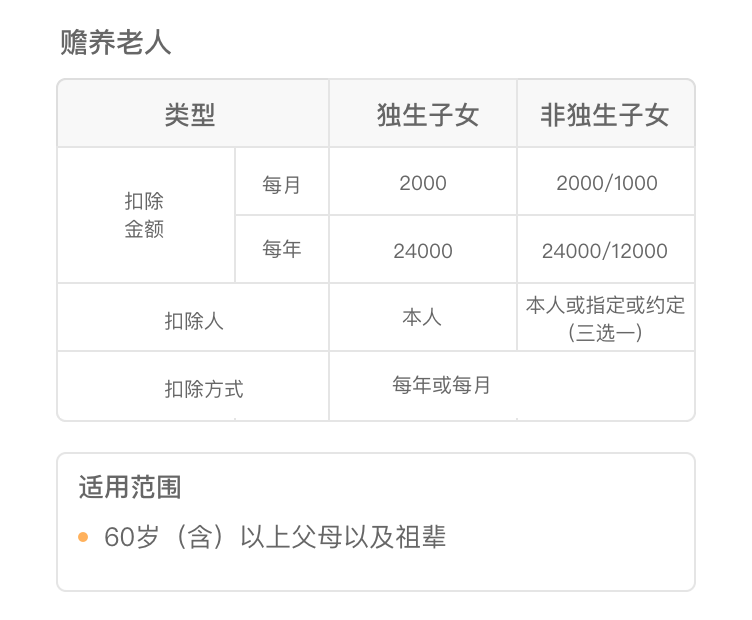 赡养老人
类型 独生子女 非独生子女
扣除
金额
每月 2000 2000/1000
每年 24000 24000/12000
扣除人 本人 本人或指定或约定
(三选一)
扣除方式 每年或每月
适用范围
60岁（含）以上父母以及祖辈